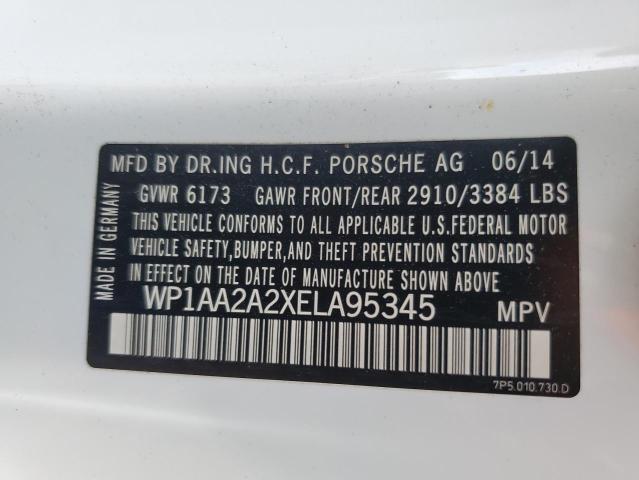 MFD BY DR.ING H.C.F. PORSCHE AG 06/14
GVWR 6173 GAWR FRONT/REAR 2910/3384 LBS
THIS VEHICLE CONFORMS TO ALL APPLICABLE U.S.FEDERAL MOTOR
VEHICLE SAFETY,BUMPER,AND THEFT PREVENTION STANDARDS
IN EFFECT ON THE DATE OF MANUFACTURE SHOWN ABOVE
WP1AA2A2XELA95345 MPV
7P5.010.730.D
MADE IN GERMANY